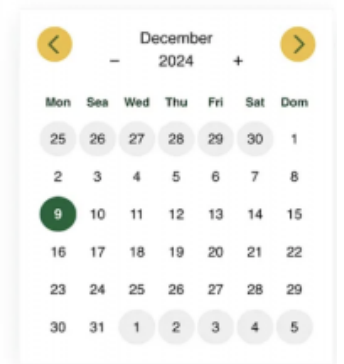 December
- 2024 +
Mon Sea Wed Thu Fri Sat Dom
25 26 27 28 29 30 1
2 3 4 5 6 7 8
9 10 11 12 13 14 15
16 17 18 19 20 21 22
23 24 25 26 27 28 29
30 31 1 2 3 4 5